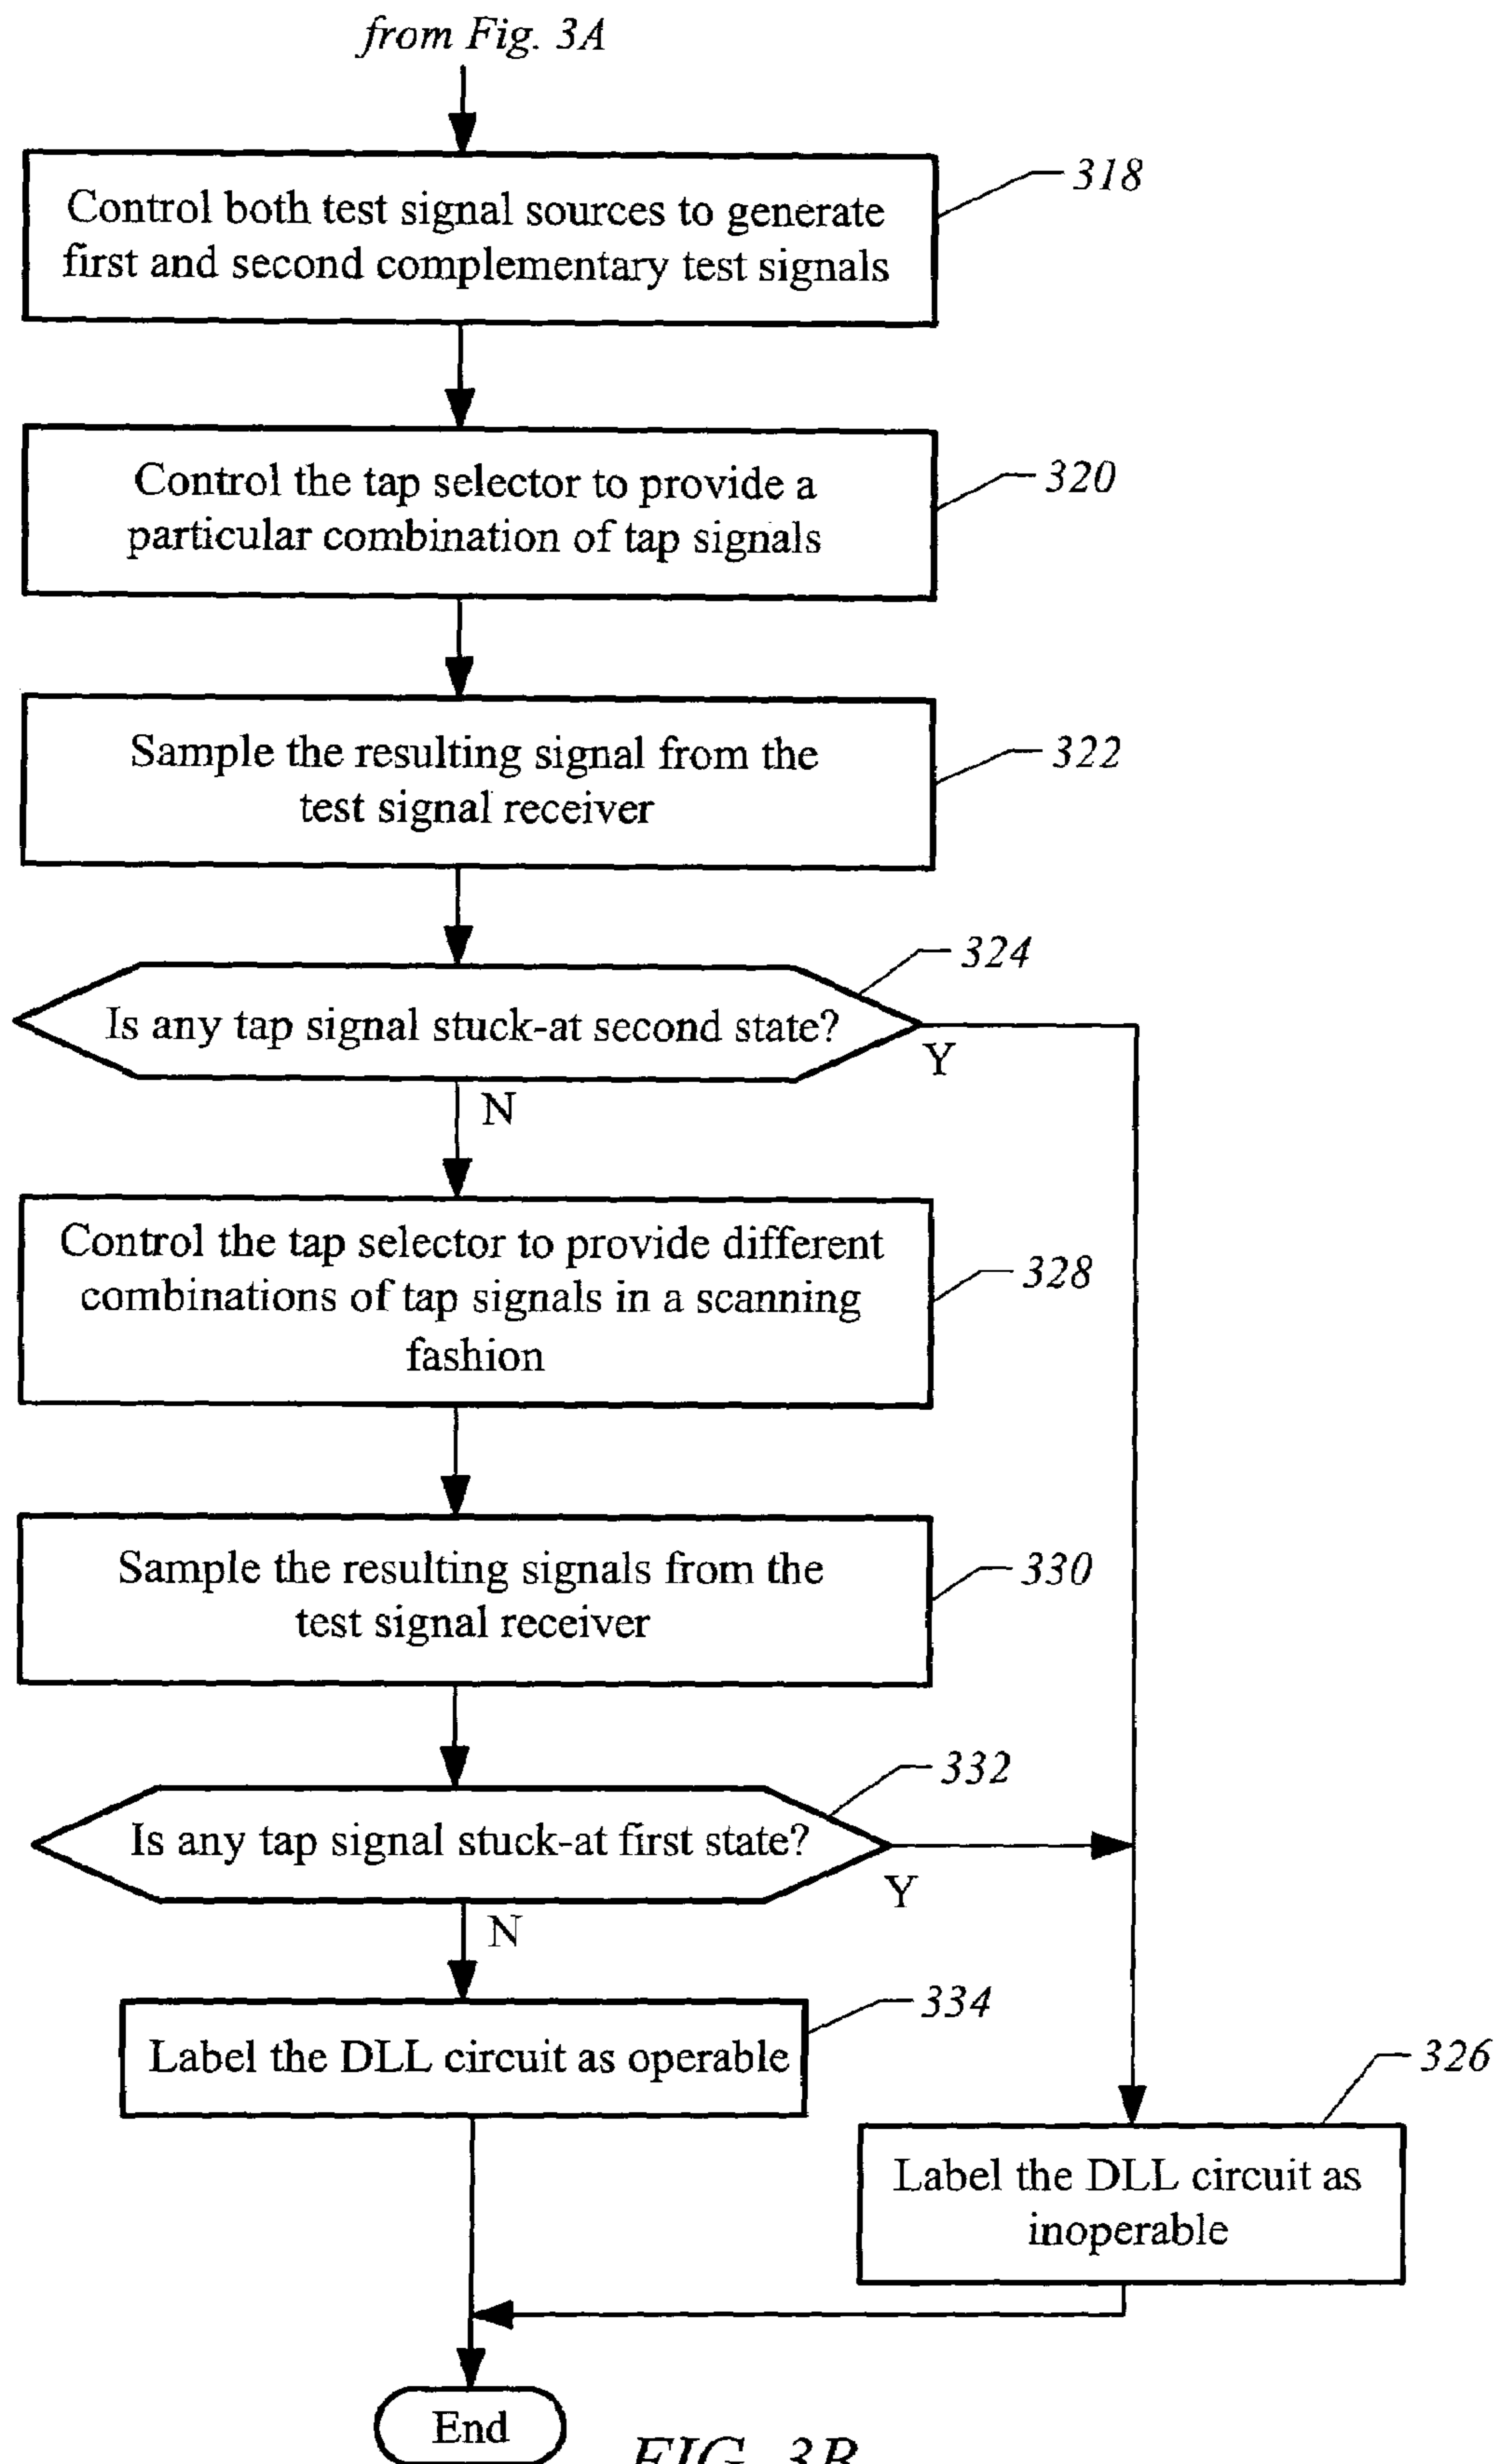 from Fig. 3A
318
Control both test signal sources to generate
first and second complementary test signals
320
Control the tap selector to provide a
particular combination of tap signals
322
Sample the resulting signal from the
test signal receiver
324
Is any tap signal stuck-at second state?
Y
N
328
Control the tap selector to provide different
combinations of tap signals in a scanning
fashion
330
Sample the resulting signals from the
test signal receiver
332
Is any tap signal stuck-at first state?
Y
N
334
Label the DLL circuit as operable
326
Label the DLL circuit as
inoperable
End
FIG. 3B